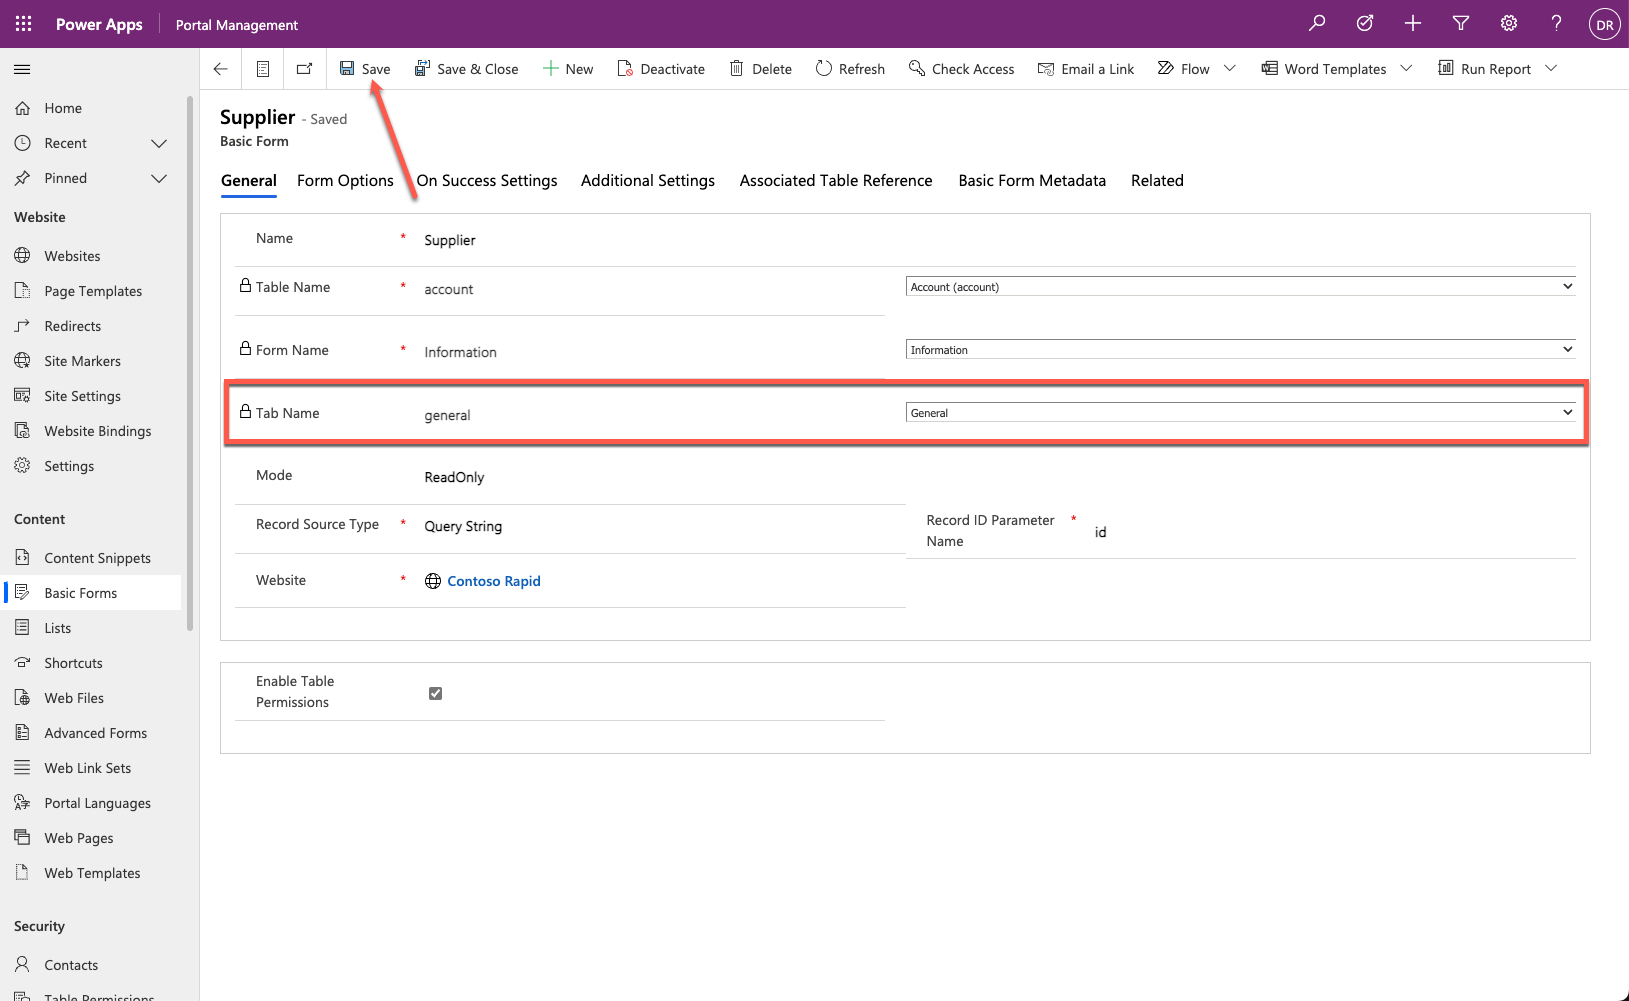 Power Apps Portal Management DR
Save Save & Close New Deactivate Delete Refresh Check Access Email a Link Flow Word Templates Run Report
Home
Recent
Pinned
Website
Websites
Page Templates
Redirects
Site Markers
Site Settings
Website Bindings
Settings
Content
Content Snippets
Basic Forms
Lists
Shortcuts
Web Files
Advanced Forms
Web Link Sets
Portal Languages
Web Pages
Web Templates
Security
Contacts
Table Permissions
Supplier - Saved
Basic Form
General Form Options On Success Settings Additional Settings Associated Table Reference Basic Form Metadata Related
Name * Supplier
Table Name * account Account (account)
Form Name * Information Information
Tab Name general General
Mode ReadOnly
Record Source Type * Query String
Record ID Parameter *
Name
id
Website * Contoso Rapid
Enable Table
Permissions